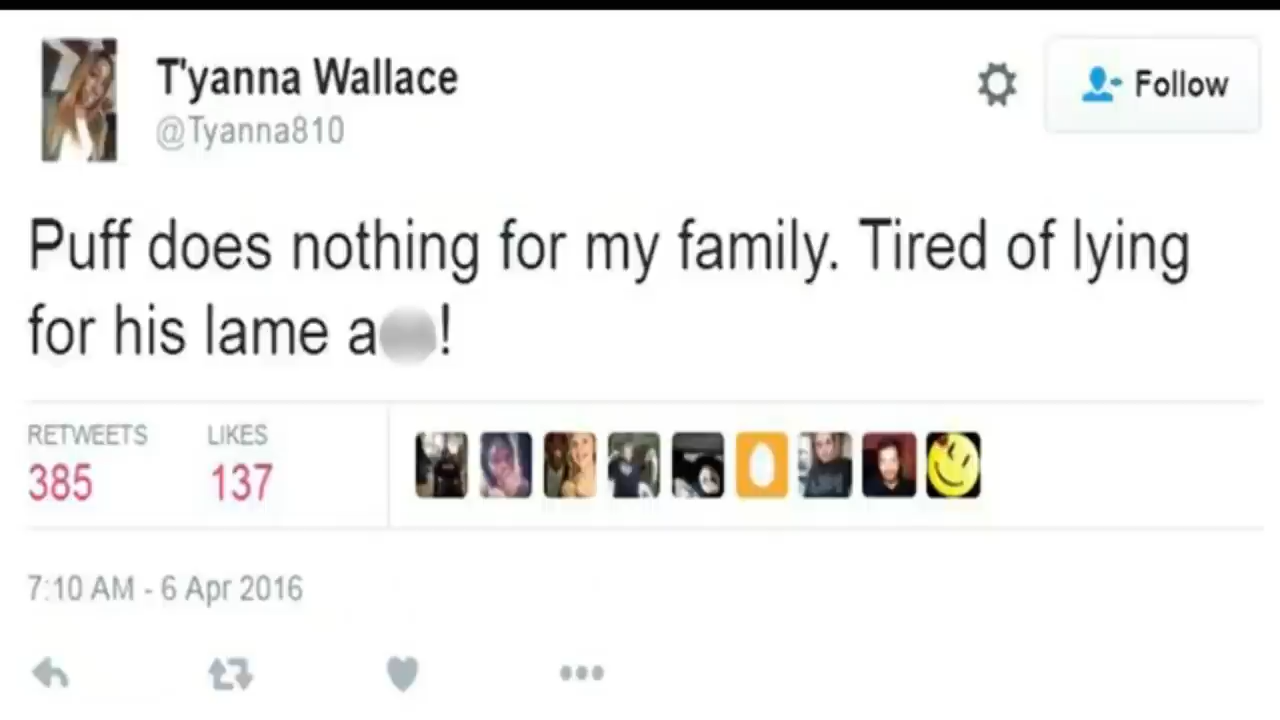 T'yanna Wallace
@Tyanna810
Follow
Puff does nothing for my family. Tired of lying
for his lame a!
RETWEETS LIKES
385 137
7:10 AM - 6 Apr 2016